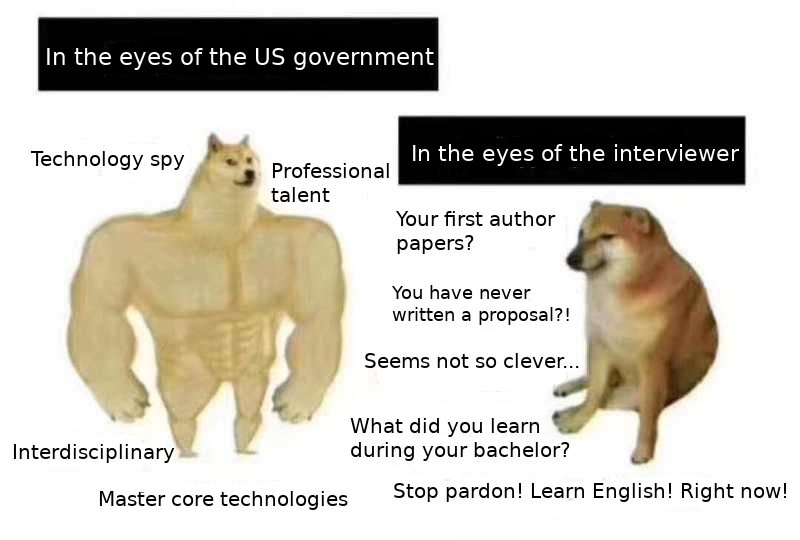 In the eyes of the US government
Technology spy
Professional
talent
Interdisciplinary
Master core technologies
In the eyes of the interviewer
Your first author
papers?
You have never
written a proposal?!
Seems not so clever...
What did you learn
during your bachelor?
Stop pardon! Learn English! Right now!